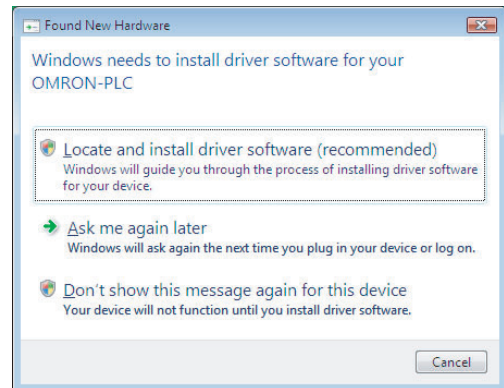 Found New Hardware
Windows needs to install driver software for your
OMRON-PLC
Locate and install driver software (recommended)
Windows will guide you through the process of installing driver software
for your device.
Ask me again later
Windows will ask again the next time you plug in your device or log on.
Don't show this message again for this device
Your device will not function until you install driver software.
Cancel